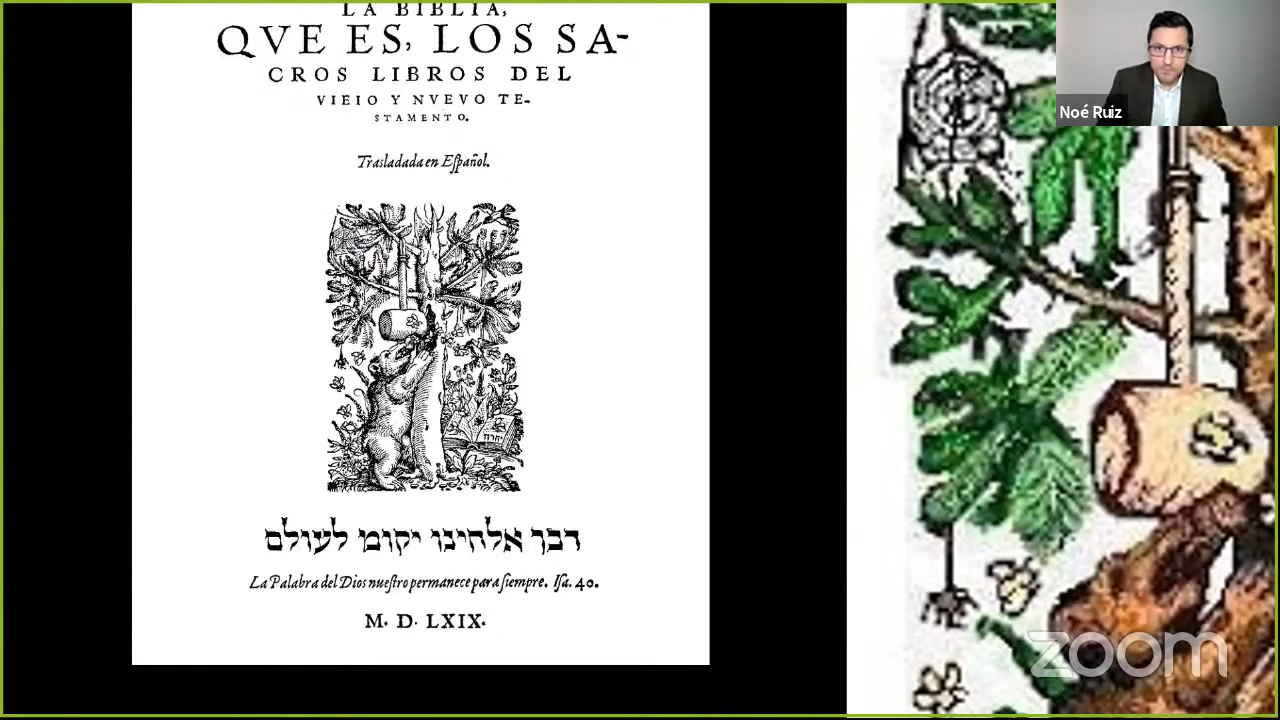 LA BIBLIA,
QVE ES, LOS SA-
CROS LIBROS DEL
VIEIO Y NVEVO TE-
STAMENTO.
Trasladada en Eſpañol.
יהוה
דבר אלהינו יקום לעולם
La Palabra del Dios nueſtro permanece para ſiempre. Iſa. 40.
M. D. LXIX.
Noé Ruiz
zoom